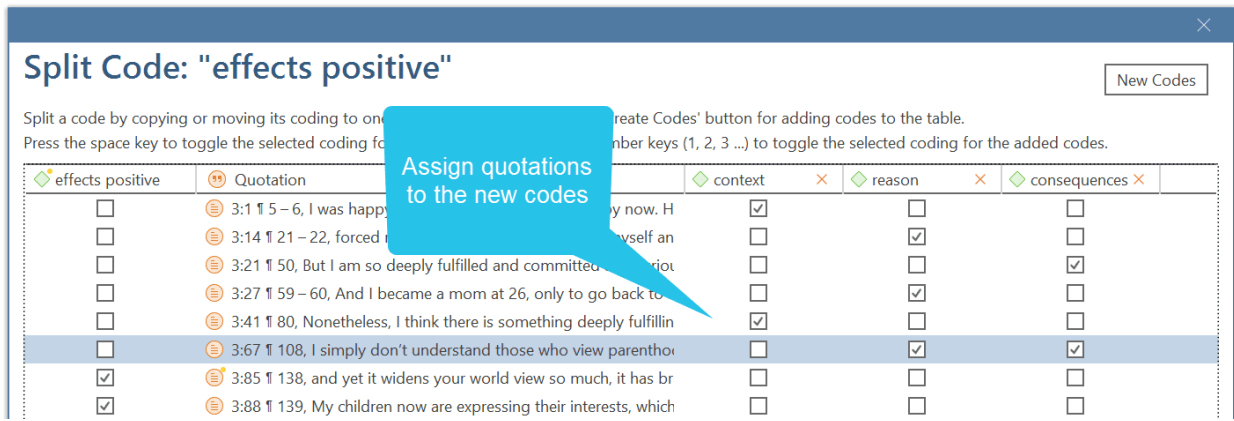 Split Code: "effects positive"
New Codes
Split a code by copying or moving its coding to one reate Codes' button for adding codes to the table.
Press the space key to toggle the selected coding fo mber keys (1, 2, 3 ...) to toggle the selected coding for the added codes.
Assign quotations
to the new codes
effects positive Quotation context reason consequences
3:1 ¶ 5 – 6, I was happy by now. H
3:14 ¶ 21 – 22, forced myself an
3:21 ¶ 50, But I am so deeply fulfilled and committed
3:27 ¶ 59 – 60, And I became a mom at 26, only to go back to
3:41 ¶ 80, Nonetheless, I think there is something deeply fulfillin
3:67 ¶ 108, I simply don't understand those who view parenthoo
3:85 ¶ 138, and yet it widens your world view so much, it has br
3:88 ¶ 139, My children now are expressing their interests, which